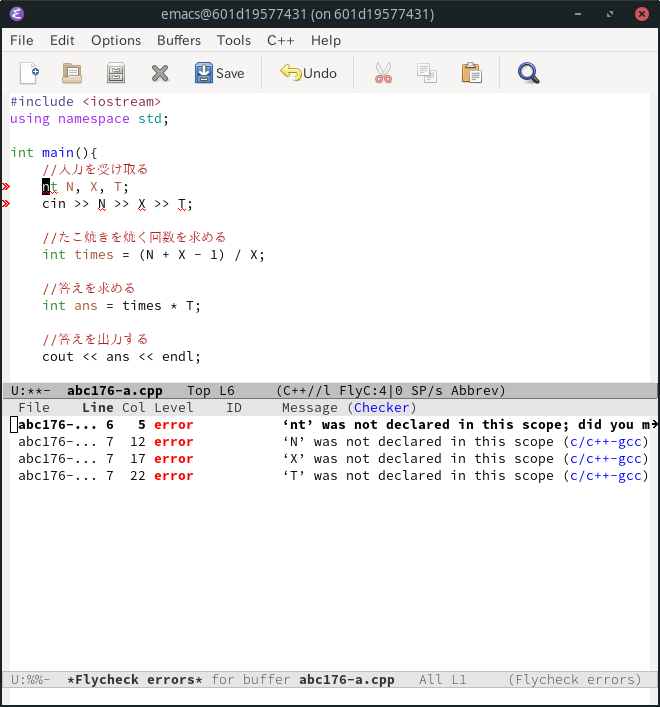 emacs@601d19577431 (on 601d19577431)
File Edit Options Buffers Tools C++ Help
Save Undo
#include <iostream>
using namespace std;
int main(){
//入力を受け取る
nt N, X, T;
cin >> N >> X >> T;
//たこ焼きを焼く回数を求める
int times = (N + X - 1) / X;
//答えを求める
int ans = times * T;
//答えを出力する
cout << ans << endl;
U:**- abc176-a.cpp Top L6 (C++//l FlyC:4|0 SP/s Abbrev)
File Line Col Level ID Message (Checker)
abc176-... 6 5 error ‘nt’ was not declared in this scope; did you m
abc176-... 7 12 error ‘N’ was not declared in this scope (c/c++-gcc)
abc176-... 7 17 error ‘X’ was not declared in this scope (c/c++-gcc)
abc176-... 7 22 error ‘T’ was not declared in this scope (c/c++-gcc)
U:%%- *Flycheck errors* for buffer abc176-a.cpp All L1 (Flycheck errors)